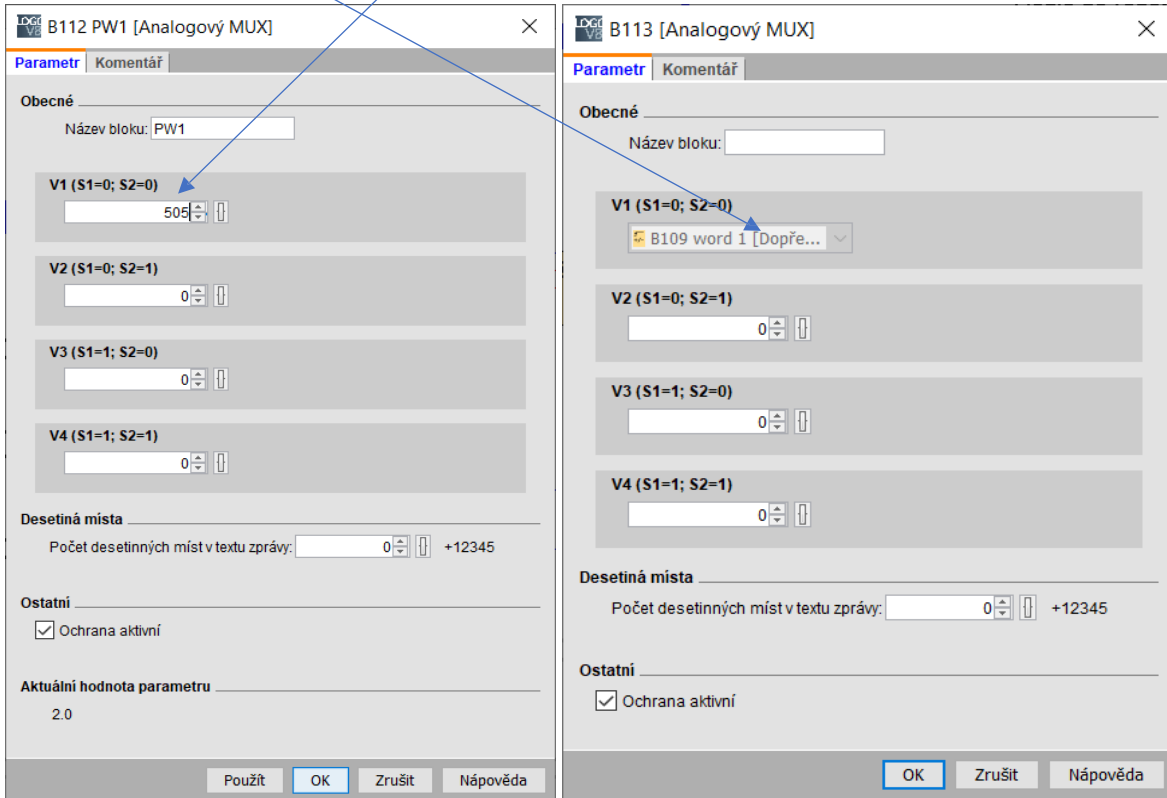 LOGO! V8 B112 PW1 [Analogový MUX]
Parametr Komentář
Obecné
Název bloku: PW1
V1 (S1=0; S2=0)
505
V2 (S1=0; S2=1)
0
V3 (S1=1; S2=0)
0
V4 (S1=1; S2=1)
0
Desetiná místa
Počet desetinných míst v textu zprávy: 0 +12345
Ostatní
Ochrana aktivní
Aktuální hodnota parametru
2.0
Použít OK Zrušit Nápověda
B113 [Analogový MUX]
Parametr Komentář
Obecné
Název bloku:
V1 (S1=0; S2=0)
B109 word 1 [Dopře...
V2 (S1=0; S2=1)
0
V3 (S1=1; S2=0)
0
V4 (S1=1; S2=1)
0
Desetiná místa
Počet desetinných míst v textu zprávy: 0 +12345
Ostatní
Ochrana aktivní
OK Zrušit Nápověda